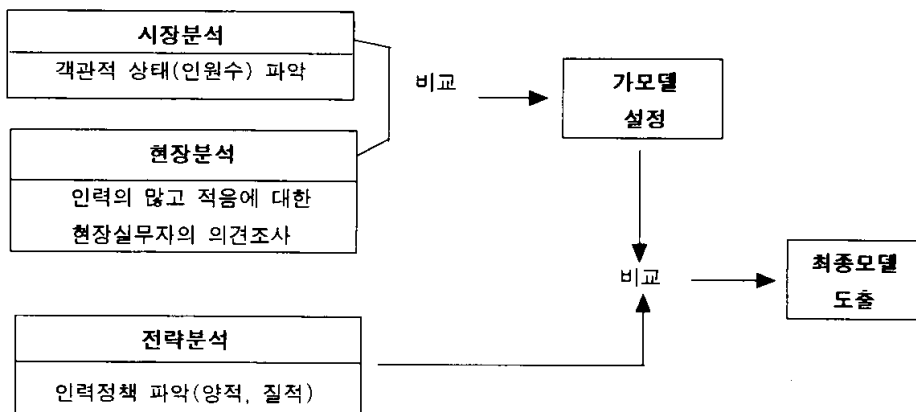 시장분석
객관적 상태(인원수) 파악
비교
가모델
설정
현장분석
인력의 많고 적음에 대한
현장실무자의 의견조사
비교
최종모델
도출
전략분석
인력정책 파악(양적, 질적)